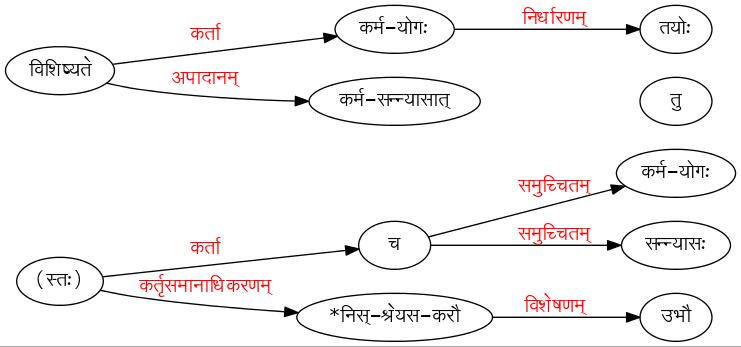 कर्ता
निर्धारणम्
विशिष्यते
कर्म-योगः
तयोः
अपादानम्
कर्म-सन्न्यासात्
तु
समुच्चितम्
कर्म-योगः
कर्ता
च
समुच्चितम्
सन्न्यासः
(स्तः)
कर्तृसमानाधिकरणम्
*निस्-श्रेयस-करौ
विशेषणम्
उभौ